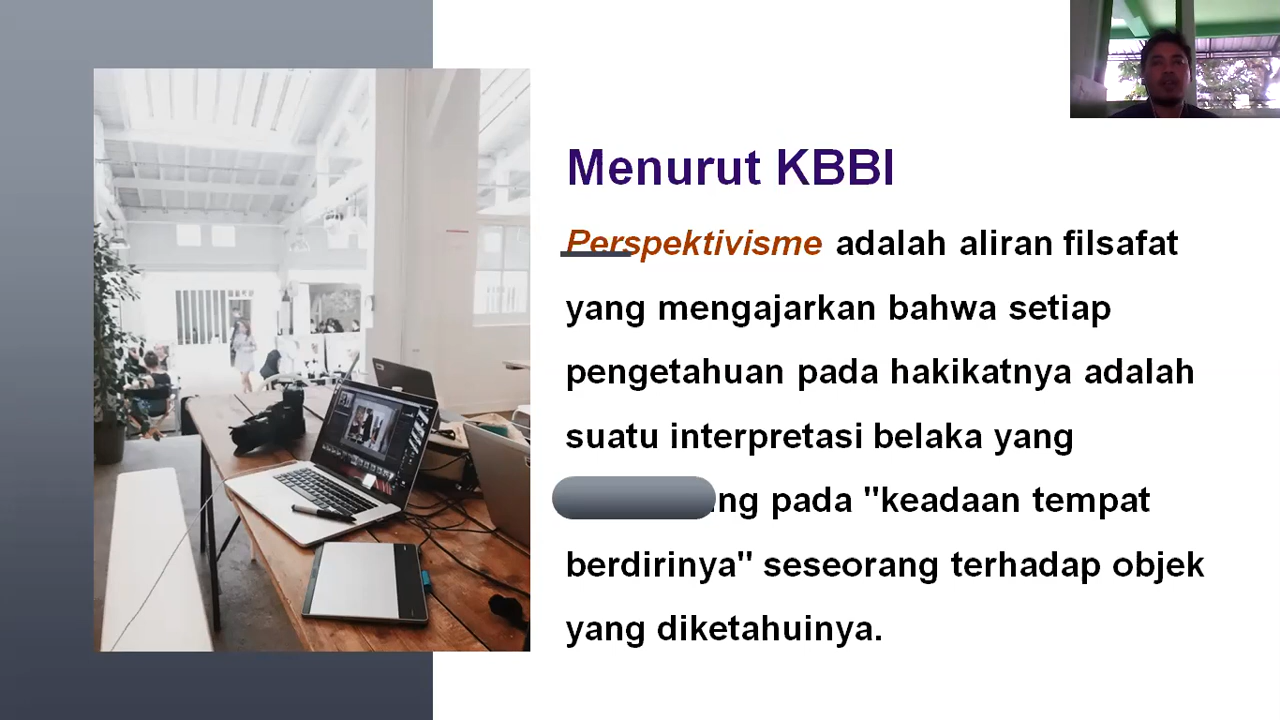 Menurut KBBI
Perspektivisme adalah aliran filsafat
yang mengajarkan bahwa setiap
pengetahuan pada hakikatnya adalah
suatu interpretasi belaka yang
pada "keadaan tempat
berdirinya" seseorang terhadap objek
yang diketahuinya.